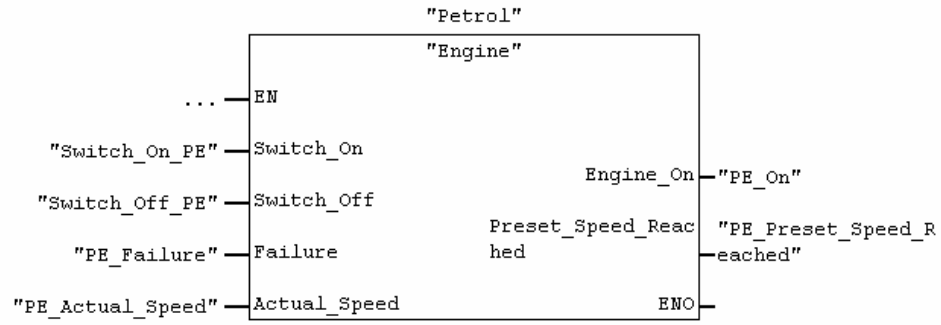 "Petrol"
"Engine"
... EN
"Switch_On_PE" Switch_On
Engine_On "PE_On"
"Switch_Off_PE" Switch_Off
Preset_Speed_Reac "PE_Preset_Speed_R
"PE_Failure" Failure hed eached"
"PE_Actual_Speed" Actual_Speed ENO